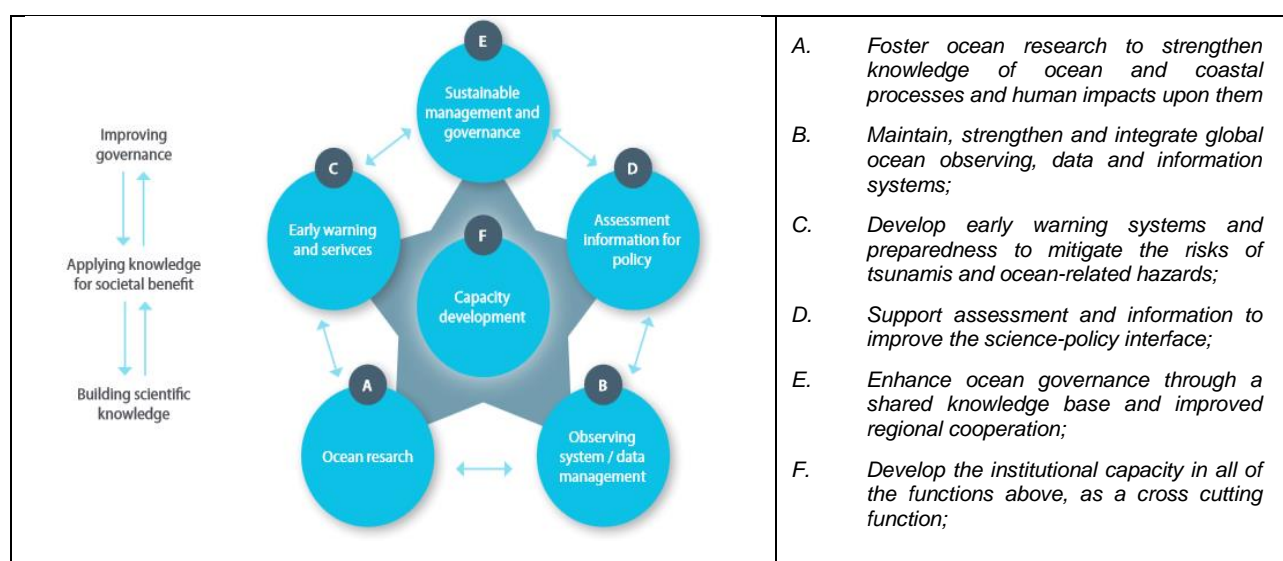 Improving
governance
Applying knowledge
for societal benefit
Building scientific
knowledge
E
Sustainable
management and
governance
C
Early warning
and serivces
D
Assessment
information for
policy
F
Capacity
development
A
Ocean resarch
B
Observing
system / data
management
A. Foster ocean research to strengthen
knowledge of ocean and coastal
processes and human impacts upon them
B. Maintain, strengthen and integrate global
ocean observing, data and information
systems;
C. Develop early warning systems and
preparedness to mitigate the risks of
tsunamis and ocean-related hazards;
D. Support assessment and information to
improve the science-policy interface;
E. Enhance ocean governance through a
shared knowledge base and improved
regional cooperation;
F. Develop the institutional capacity in all of
the functions above, as a cross cutting
function;